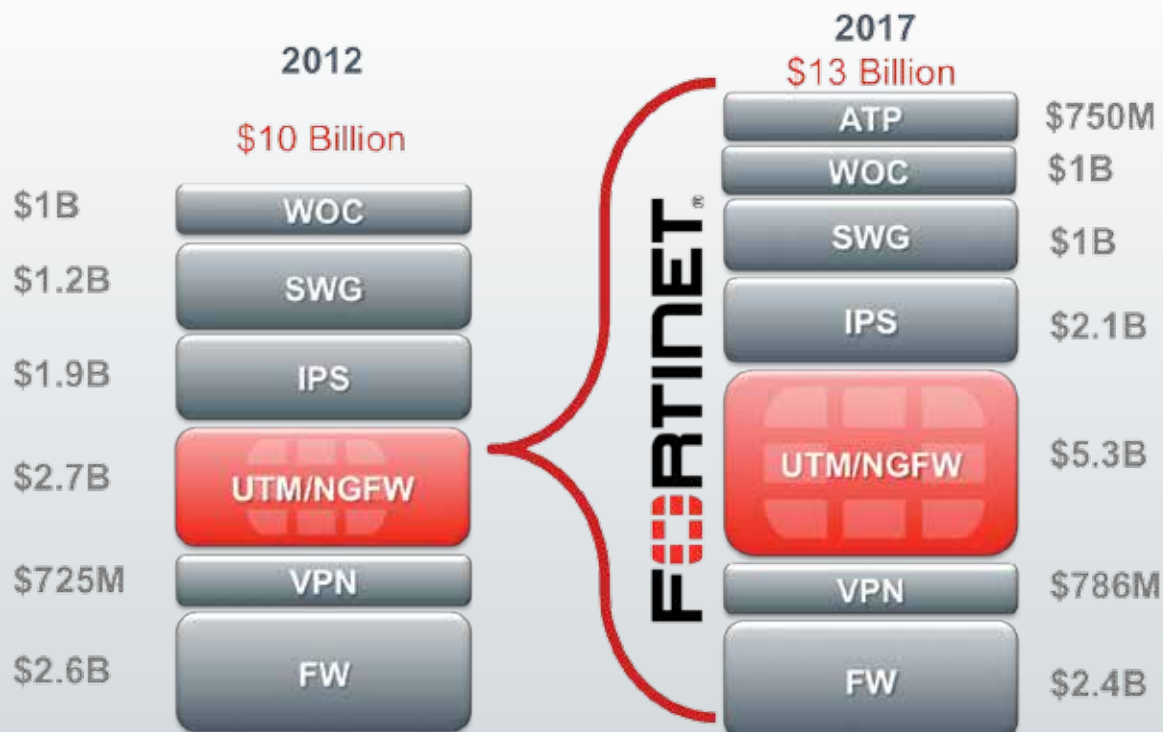 2012
$10 Billion
$1B
WOC
$1.2B
SWG
$1.9B
IPS
$2.7B
UTM/NGFW
$725M
VPN
$2.6B
FW
FORTINET®
2017
$13 Billion
ATP
$750M
WOC
$1B
SWG
$1B
IPS
$2.1B
UTM/NGFW
$5.3B
VPN
$786M
FW
$2.4B